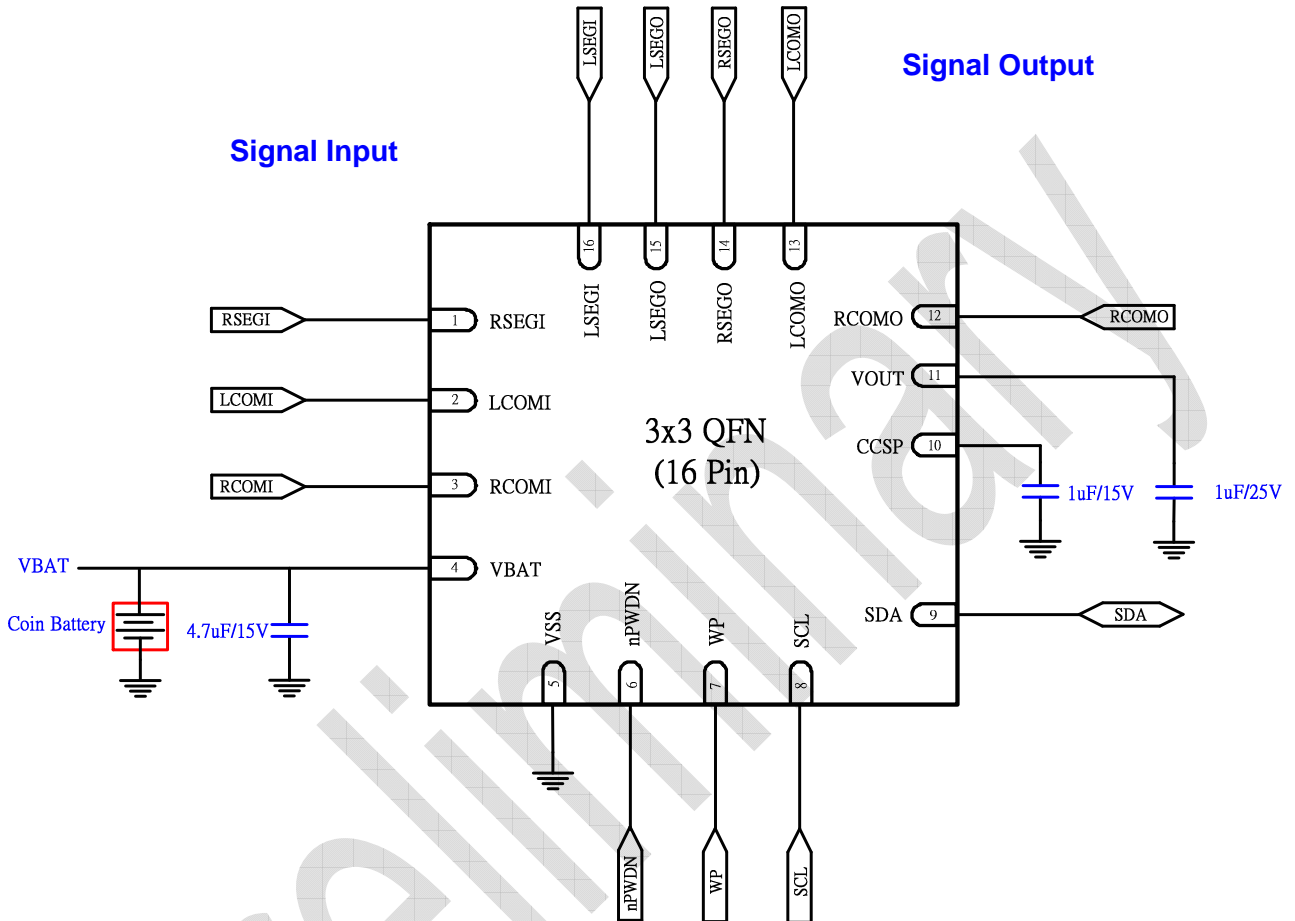 LSEGI
LSEGO
RSEGO
LCOMO
Signal Output
Signal Input
16
15
14
13
LSEGI
LSEGO
RSEGO
LCOMO
RSEGI
1
RSEGI
LCOMI
2
LCOMI
RCOMI
3
RCOMI
VBAT
4
VBAT
Coin Battery
4.7uF/15V
3x3 QFN
(16 Pin)
RCOMO
12
RCOMO
VOUT
11
CCSP
10
1uF/15V
1uF/25V
SDA
9
SDA
VSS
nPWDN
WP
SCL
5
6
7
8
nPWDN
WP
SCL
eliminary